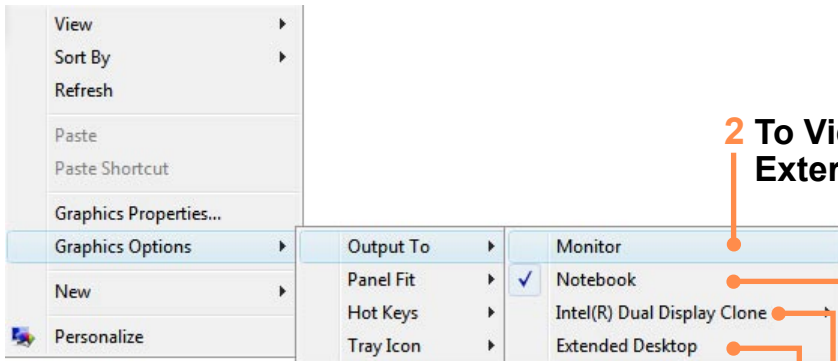 View
Sort By
Refresh
Paste
Paste Shortcut
Graphics Properties...
Graphics Options
New
Personalize
Output To
Panel Fit
Hot Keys
Tray Icon
Monitor
Notebook
Intel(R) Dual Display Clone
Extended Desktop
2 To